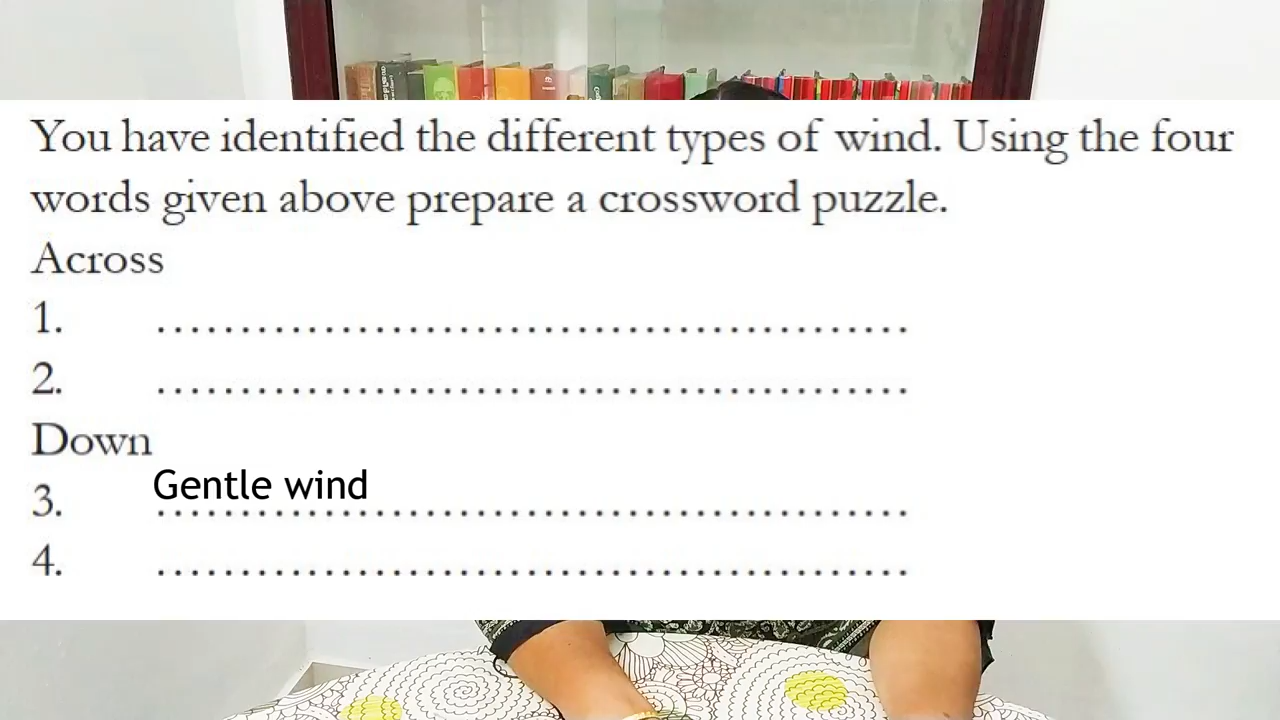 You have identified the different types of wind. Using the four
words given above prepare a crossword puzzle.
Across
1. .............................................
2. .............................................
Down
Gentle wind
3. .............................................
4. .............................................